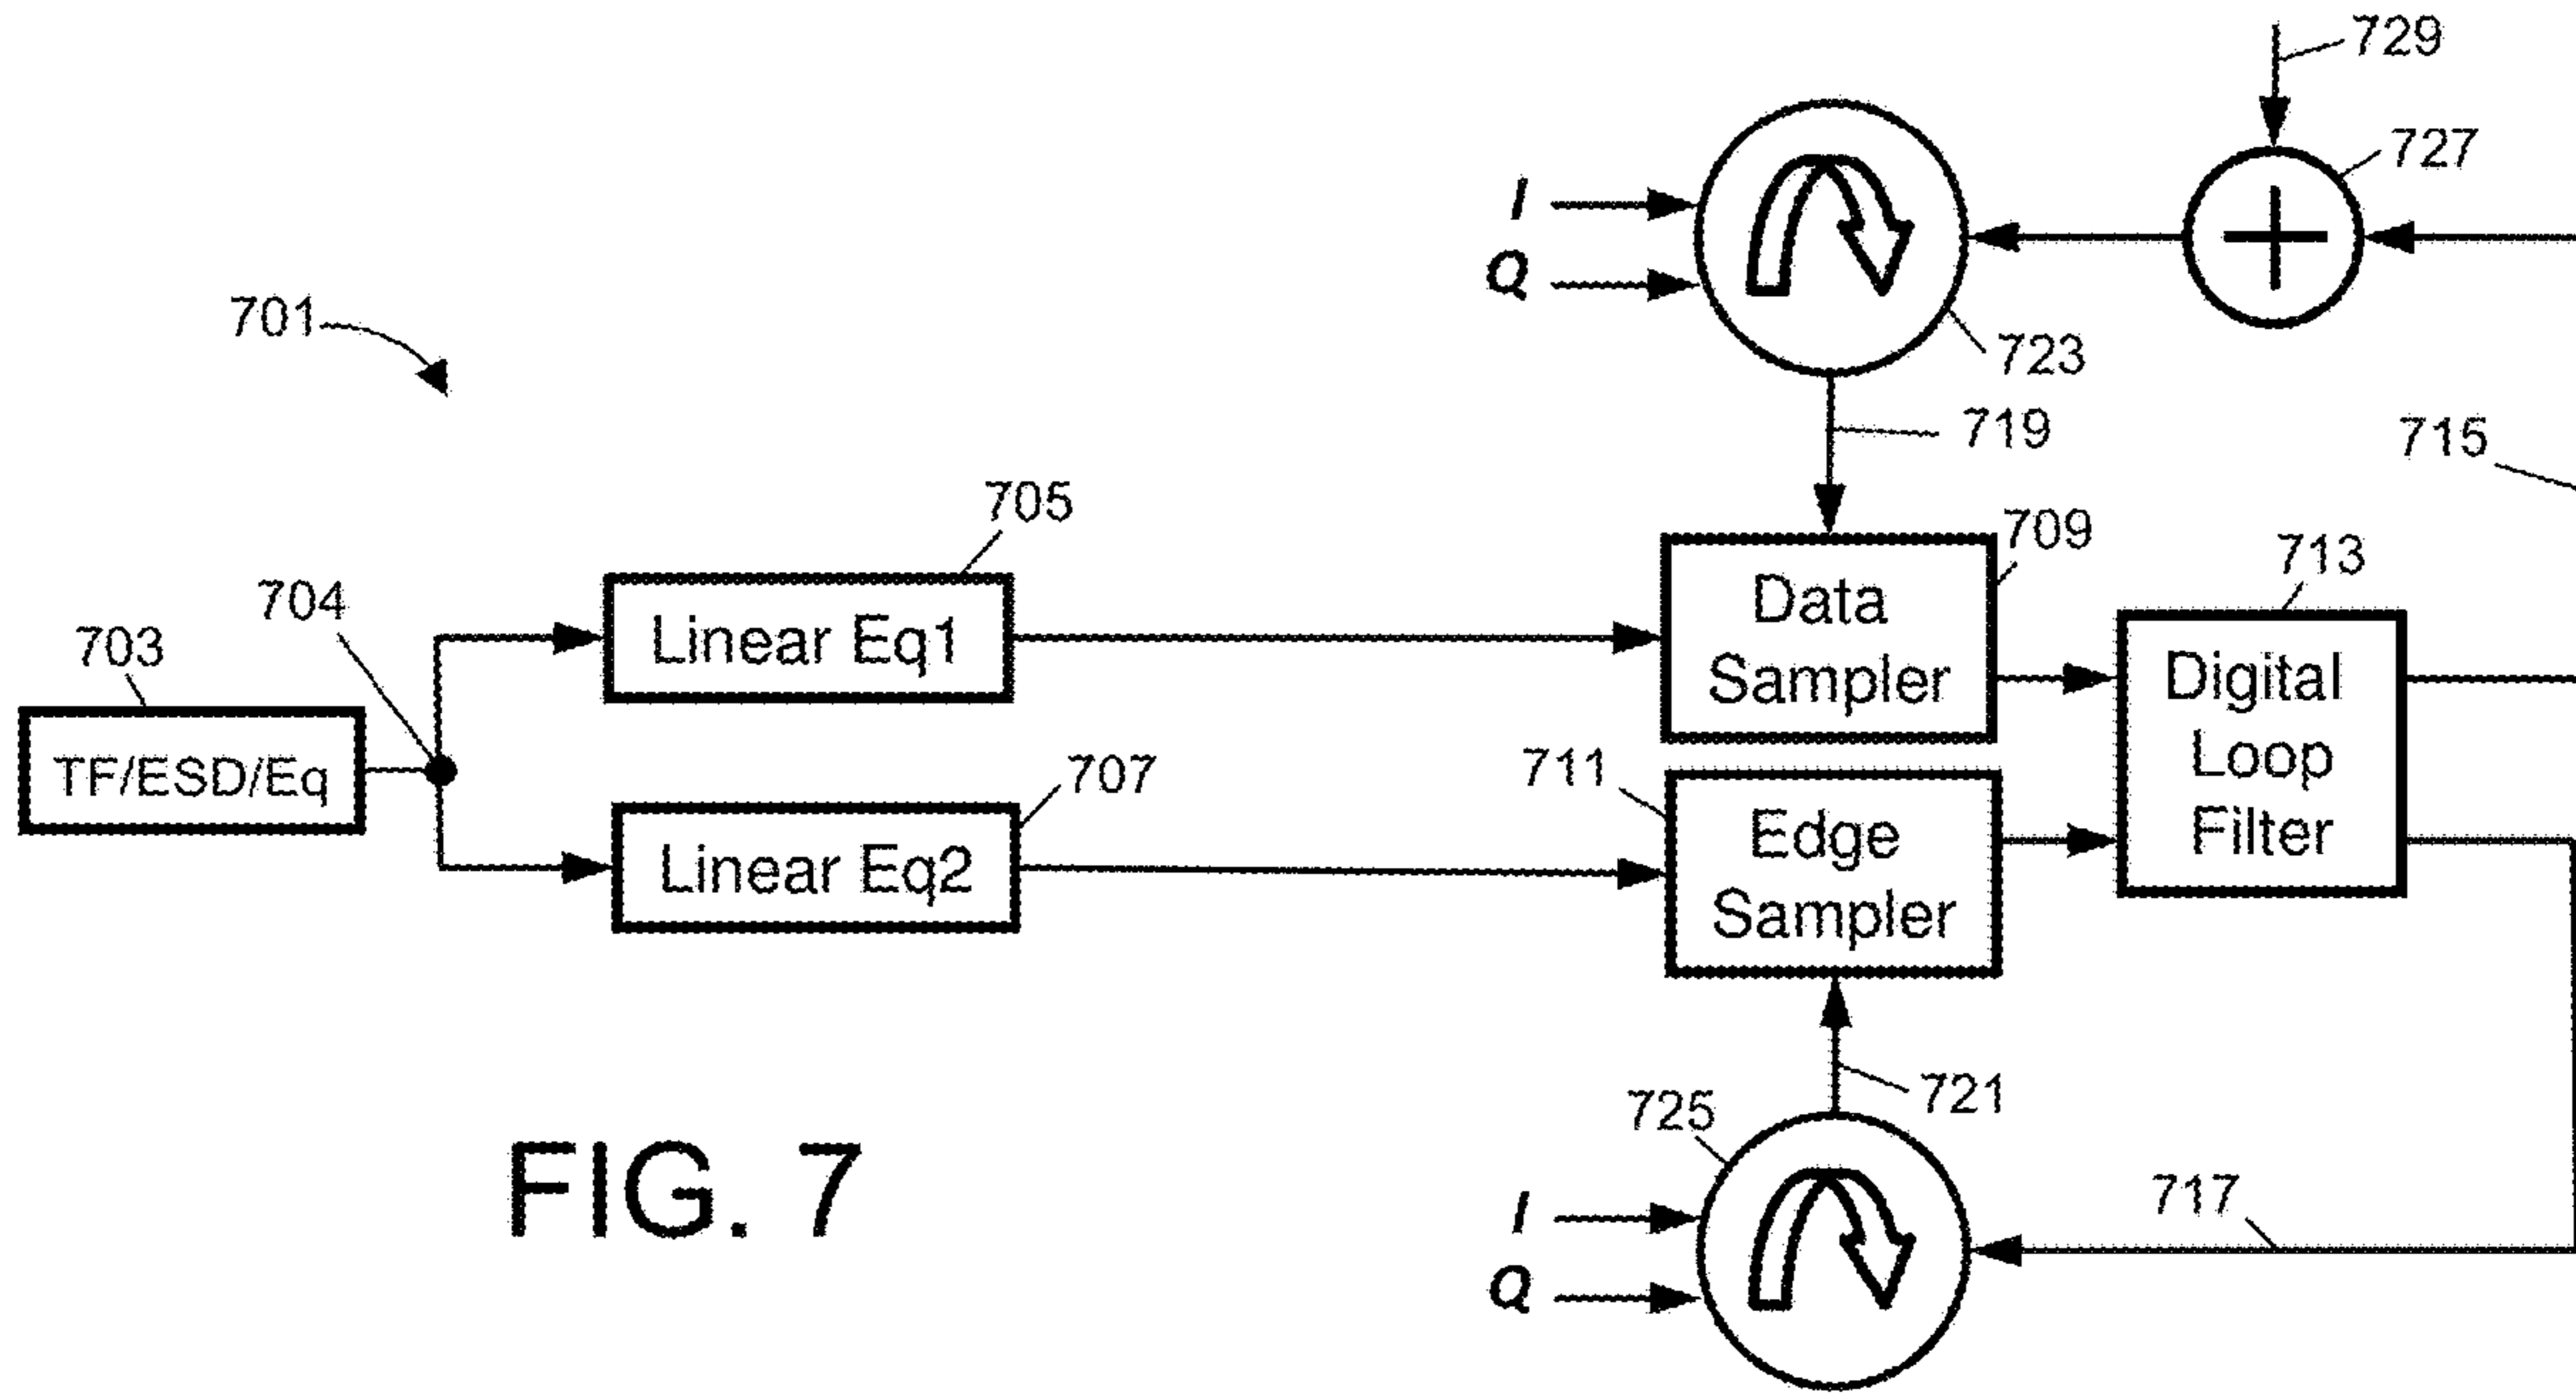 729
727
I
Q
723
701
719
715
705
709
713
704
Data
Sampler
Linear Eq1
703
Digital
Loop
Filter
TF/ESD/Eq
711
707
Edge
Sampler
Linear Eq2
725
721
FIG. 7
I
Q
717